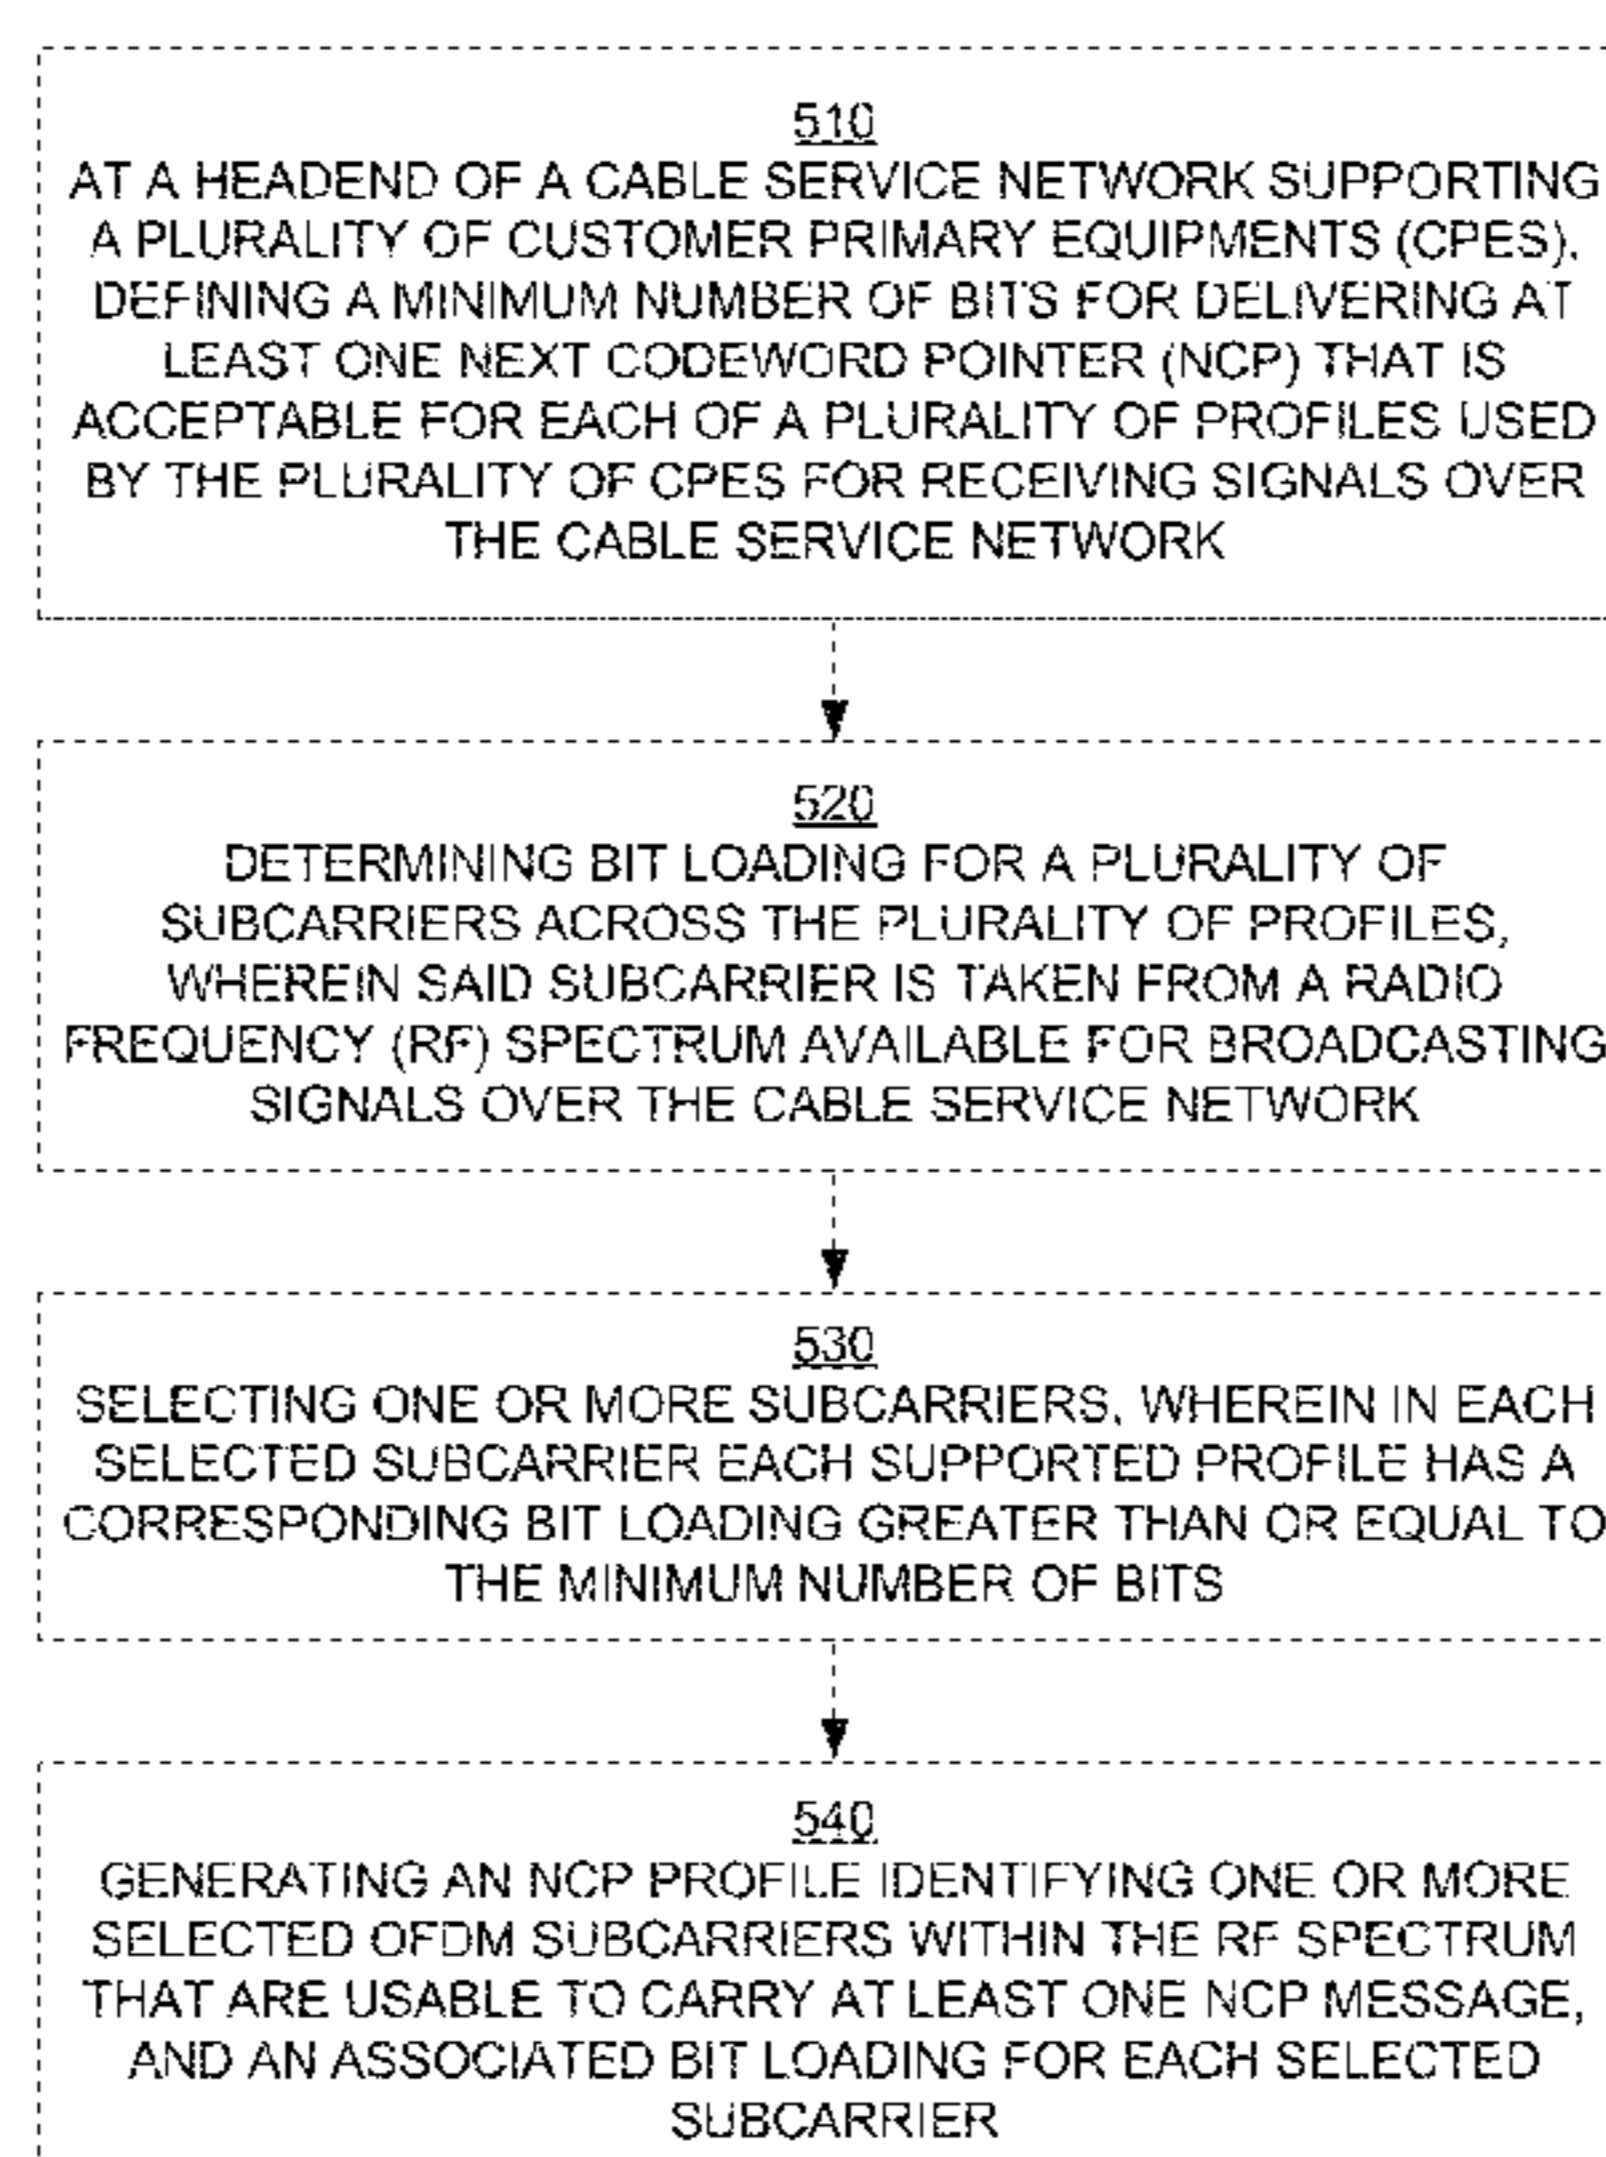 510
AT A HEADEND OF A CABLE SERVICE NETWORK SUPPORTING
A PLURALITY OF CUSTOMER PRIMARY EQUIPMENTS (CPES),
DEFINING A MINIMUM NUMBER OF BITS FOR DELIVERING AT
LEAST ONE NEXT CODEWORD POINTER (NCP) THAT IS
ACCEPTABLE FOR EACH OF A PLURALITY OF PROFILES USED
BY THE PLURALITY OF CPES FOR RECEIVING SIGNALS OVER
THE CABLE SERVICE NETWORK
520
DETERMINING BIT LOADING FOR A PLURALITY OF
SUBCARRIERS ACROSS THE PLURALITY OF PROFILES,
WHEREIN SAID SUBCARRIER IS TAKEN FROM A RADIO
FREQUENCY (RF) SPECTRUM AVAILABLE FOR BROADCASTING
SIGNALS OVER THE CABLE SERVICE NETWORK
530
SELECTING ONE OR MORE SUBCARRIERS, WHEREIN IN EACH
SELECTED SUBCARRIER EACH SUPPORTED PROFILE HAS A
CORRESPONDING BIT LOADING GREATER THAN OR EQUAL TO
THE MINIMUM NUMBER OF BITS
540
GENERATING AN NCP PROFILE IDENTIFYING ONE OR MORE
SELECTED OFDM SUBCARRIERS WITHIN THE RF SPECTRUM
THAT ARE USABLE TO CARRY AT LEAST ONE NCP MESSAGE,
AND AN ASSOCIATED BIT LOADING FOR EACH SELECTED
SUBCARRIER